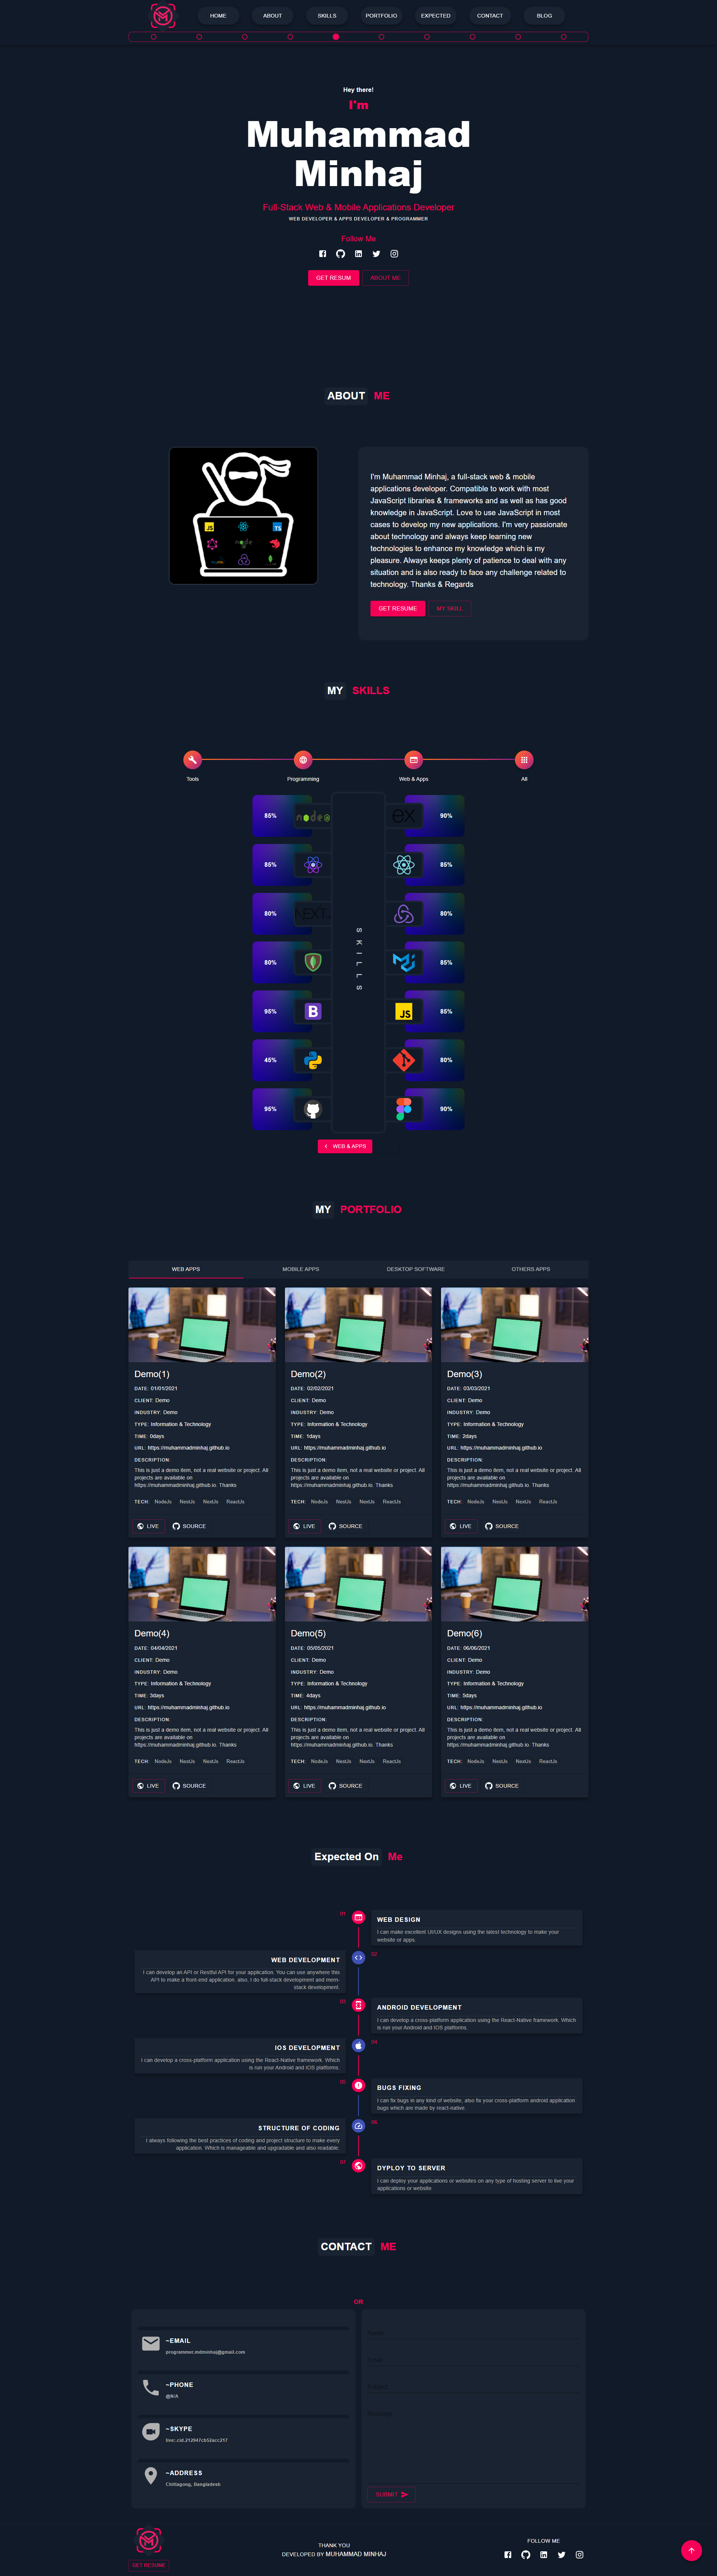 HOME
ABOUT
SKILLS
PORTFOLIO
EXPECTED
CONTACT
BLOG
Hey there!
I'm
Muhammad
Minhaj
Full-Stack Web & Mobile Applications Developer
WEB DEVELOPER & APPS DEVELOPER & PROGRAMMER
Follow Me
GET RESUM
ABOUT ME
ABOUT ME
JS
TS
node
I'm Muhammad Minhaj, a full-stack web & mobile
applications developer. Compatible to work with most
JavaScript libraries & frameworks and as well as has good
knowledge in JavaScript. Love to use JavaScript in most
cases to develop my new applications. I'm very passionate
about technology and always keep learning new
technologies to enhance my knowledge which is my
pleasure. Always keeps plenty of patience to deal with any
situation and is also ready to face any challenge related to
technology. Thanks & Regards
GET RESUME
MY SKILL
MY SKILLS
Tools
Programming
Web & Apps
All
85%
node
ex
90%
85%
85%
80%
NEXT
80%
80%
85%
95%
B
JS
85%
45%
80%
95%
90%
SKILLS
WEB & APPS
MY PORTFOLIO
WEB APPS
MOBILE APPS
DESKTOP SOFTWARE
OTHERS APPS
Demo(1)
DATE: 01/01/2021
CLIENT: Demo
INDUSTRY: Demo
TYPE: Information & Technology
TIME: 0days
URL: https://muhammadminhaj.github.io
DESCRIPTION:
This is just a demo item, not a real website or project. All
projects are available on
https://muhammadminhaj.github.io. Thanks
TECH: NodeJs NestJs NextJs ReactJs
LIVE
SOURCE
Demo(2)
DATE: 02/02/2021
CLIENT: Demo
INDUSTRY: Demo
TYPE: Information & Technology
TIME: 1days
URL: https://muhammadminhaj.github.io
DESCRIPTION:
This is just a demo item, not a real website or project. All
projects are available on
https://muhammadminhaj.github.io. Thanks
TECH: NodeJs NestJs NextJs ReactJs
LIVE
SOURCE
Demo(3)
DATE: 03/03/2021
CLIENT: Demo
INDUSTRY: Demo
TYPE: Information & Technology
TIME: 2days
URL: https://muhammadminhaj.github.io
DESCRIPTION:
This is just a demo item, not a real website or project. All
projects are available on
https://muhammadminhaj.github.io. Thanks
TECH: NodeJs NestJs NextJs ReactJs
LIVE
SOURCE
Demo(4)
DATE: 04/04/2021
CLIENT: Demo
INDUSTRY: Demo
TYPE: Information & Technology
TIME: 3days
URL: https://muhammadminhaj.github.io
DESCRIPTION:
This is just a demo item, not a real website or project. All
projects are available on
https://muhammadminhaj.github.io. Thanks
TECH: NodeJs NestJs NextJs ReactJs
LIVE
SOURCE
Demo(5)
DATE: 05/05/2021
CLIENT: Demo
INDUSTRY: Demo
TYPE: Information & Technology
TIME: 4days
URL: https://muhammadminhaj.github.io
DESCRIPTION:
This is just a demo item, not a real website or project. All
projects are available on
https://muhammadminhaj.github.io. Thanks
TECH: NodeJs NestJs NextJs ReactJs
LIVE
SOURCE
Demo(6)
DATE: 06/06/2021
CLIENT: Demo
INDUSTRY: Demo
TYPE: Information & Technology
TIME: 5days
URL: https://muhammadminhaj.github.io
DESCRIPTION:
This is just a demo item, not a real website or project. All
projects are available on
https://muhammadminhaj.github.io. Thanks
TECH: NodeJs NestJs NextJs ReactJs
LIVE
SOURCE
Expected On Me
01
WEB DESIGN
I can make excellent UI/UX designs using the latest technology to make your
website or apps.
02
WEB DEVELOPMENT
I can develop an API or Restful API for your application. You can use anywhere this
API to make a front-end application. also, I do full-stack development and mern-
stack development.
03
ANDROID DEVELOPMENT
I can develop a cross-platform application using the React-Native framework. Which
is run your Android and IOS platforms.
04
IOS DEVELOPMENT
I can develop a cross-platform application using the React-Native framework. Which
is run your Android and IOS platforms.
05
BUGS FIXING
I can fix bugs in any kind of website, also fix your cross-platform android application
bugs which are made by react-native.
06
STRUCTURE OF CODING
I always following the best practices of coding and project structure to make every
application. Which is manageable and upgradable and also readable.
07
DYPLOY TO SERVER
I can deploy your applications or websites on any type of hosting server to live your
applications or website
CONTACT ME
OR
~EMAIL
programmer.mdminhaj@gmail.com
~PHONE
@N/A
~SKYPE
live:.cid.212947cb53acc217
~ADDRESS
Chittagong, Bangladesh
Name
Email
Subject
Message
SUBMIT
GET RESUME
THANK YOU
DEVELOPED BY MUHAMMAD MINHAJ
FOLLOW ME